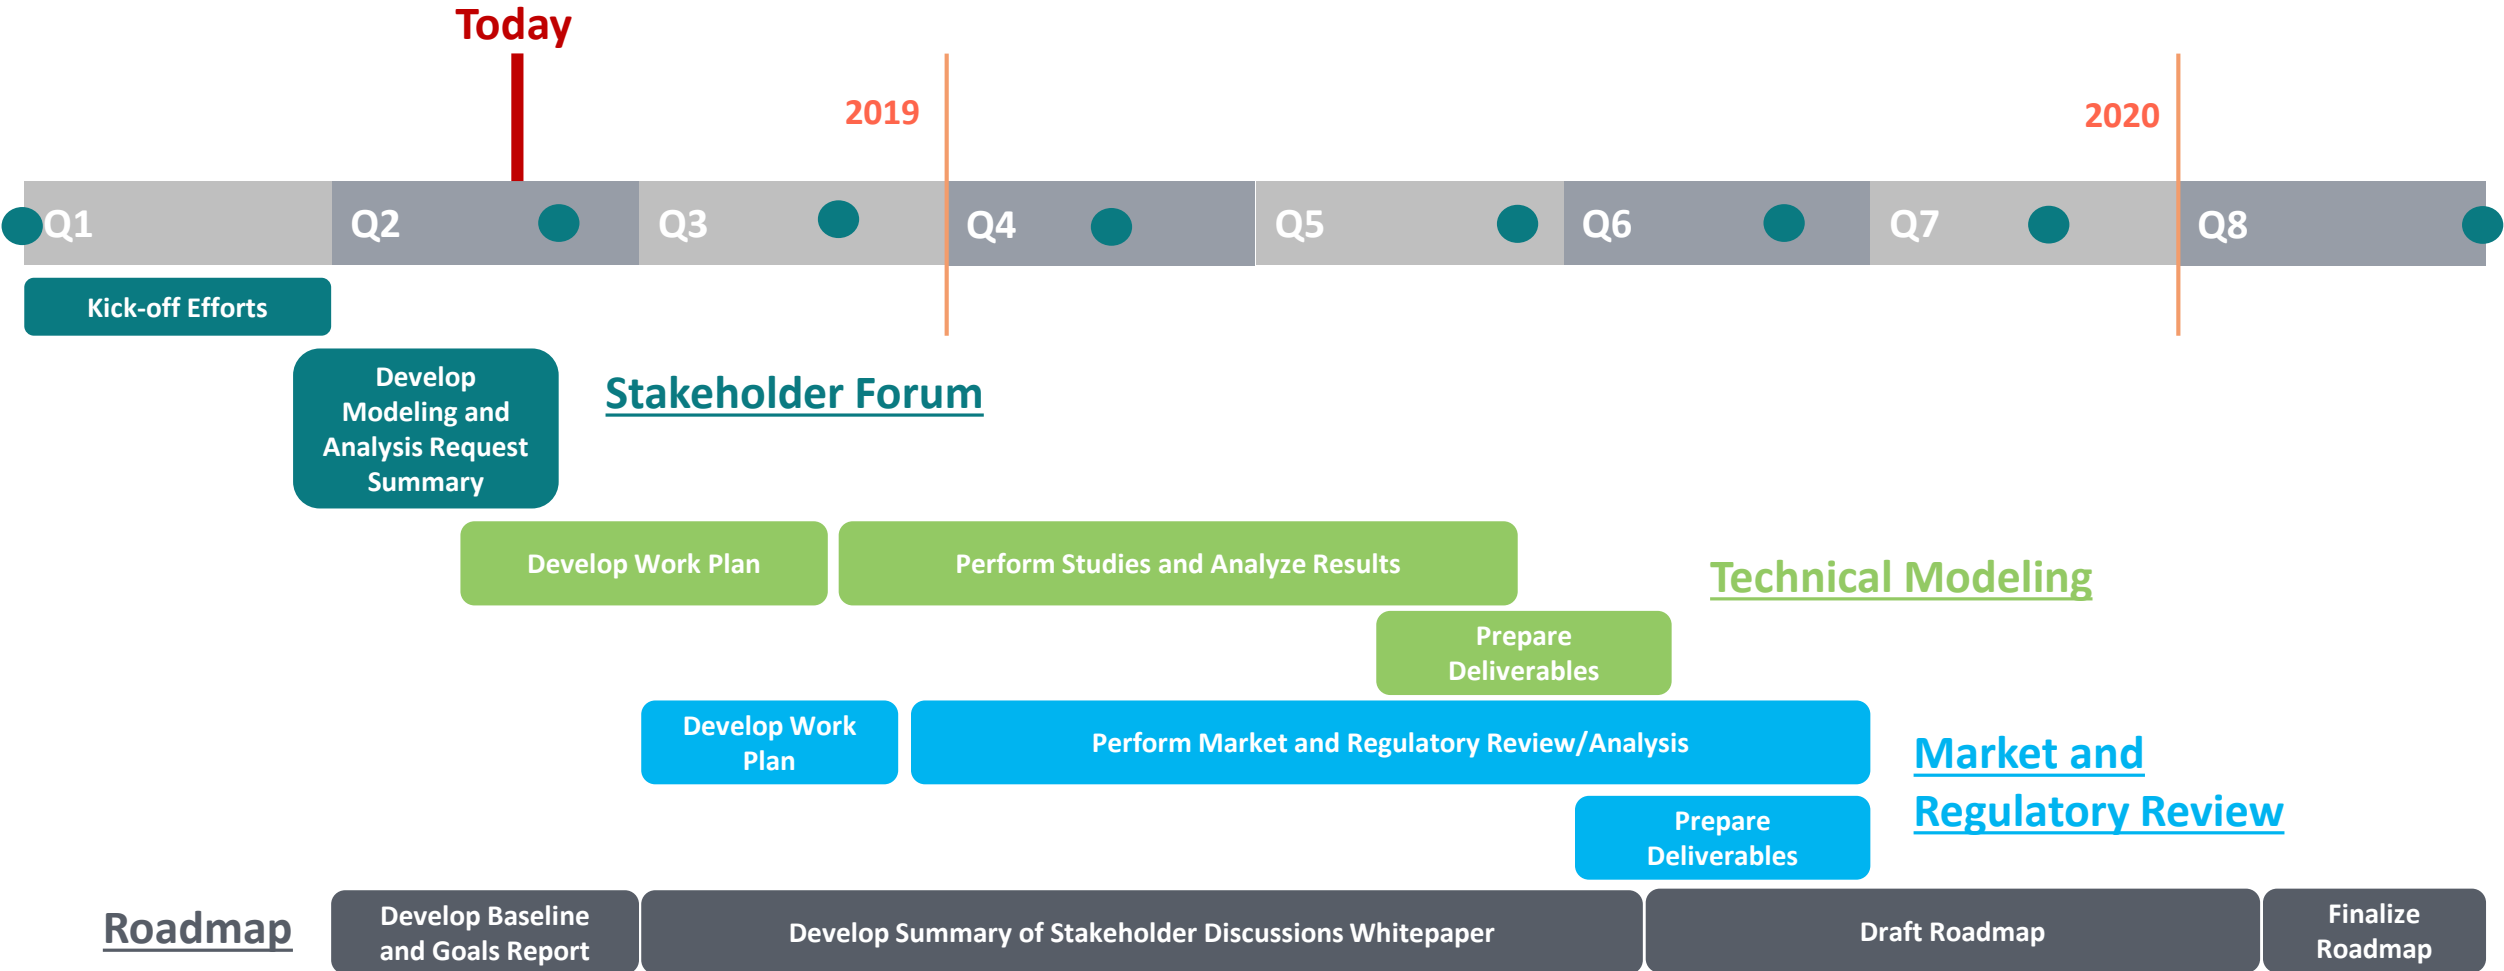 Today
2019
2020
Q1
Q2
Q3
Q4
Q5
Q6
Q7
Q8
Kick-off Efforts
Develop
Modeling and
Analysis Request
Summary
Stakeholder Forum
Develop Work Plan
Perform Studies and Analyze Results
Technical Modeling
Prepare
Deliverables
Develop Work
Plan
Perform Market and Regulatory Review/Analysis
Market and
Regulatory Review
Prepare
Deliverables
Roadmap
Develop Baseline
and Goals Report
Develop Summary of Stakeholder Discussions Whitepaper
Draft Roadmap
Finalize
Roadmap